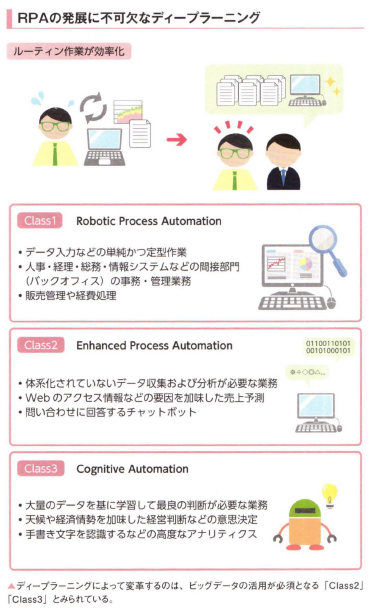 RPAの発展に不可欠なディープラーニング
ルーティン作業が効率化
Class1 Robotic Process Automation
・データ入力などの単純かつ定型作業
・人事・経理・総務・情報システムなどの間接部門
（バックオフィス）の事務・管理業務
・販売管理や経費処理
Class2 Enhanced Process Automation
01100110101
00101000101
・体系化されていないデータ収集および分析が必要な業務
・Webのアクセス情報などの要因を加味した売上予測
・問い合わせに回答するチャットボット
Class3 Cognitive Automation
・大量のデータを基に学習して最良の判断が必要な業務
・天候や経済情勢を加味した経営判断などの意思決定
・手書き文字を認識するなどの高度なアナリティクス
▲ディープラーニングによって変革するのは、ビッグデータの活用が必須となる「Class2」
「Class3」とみられている。